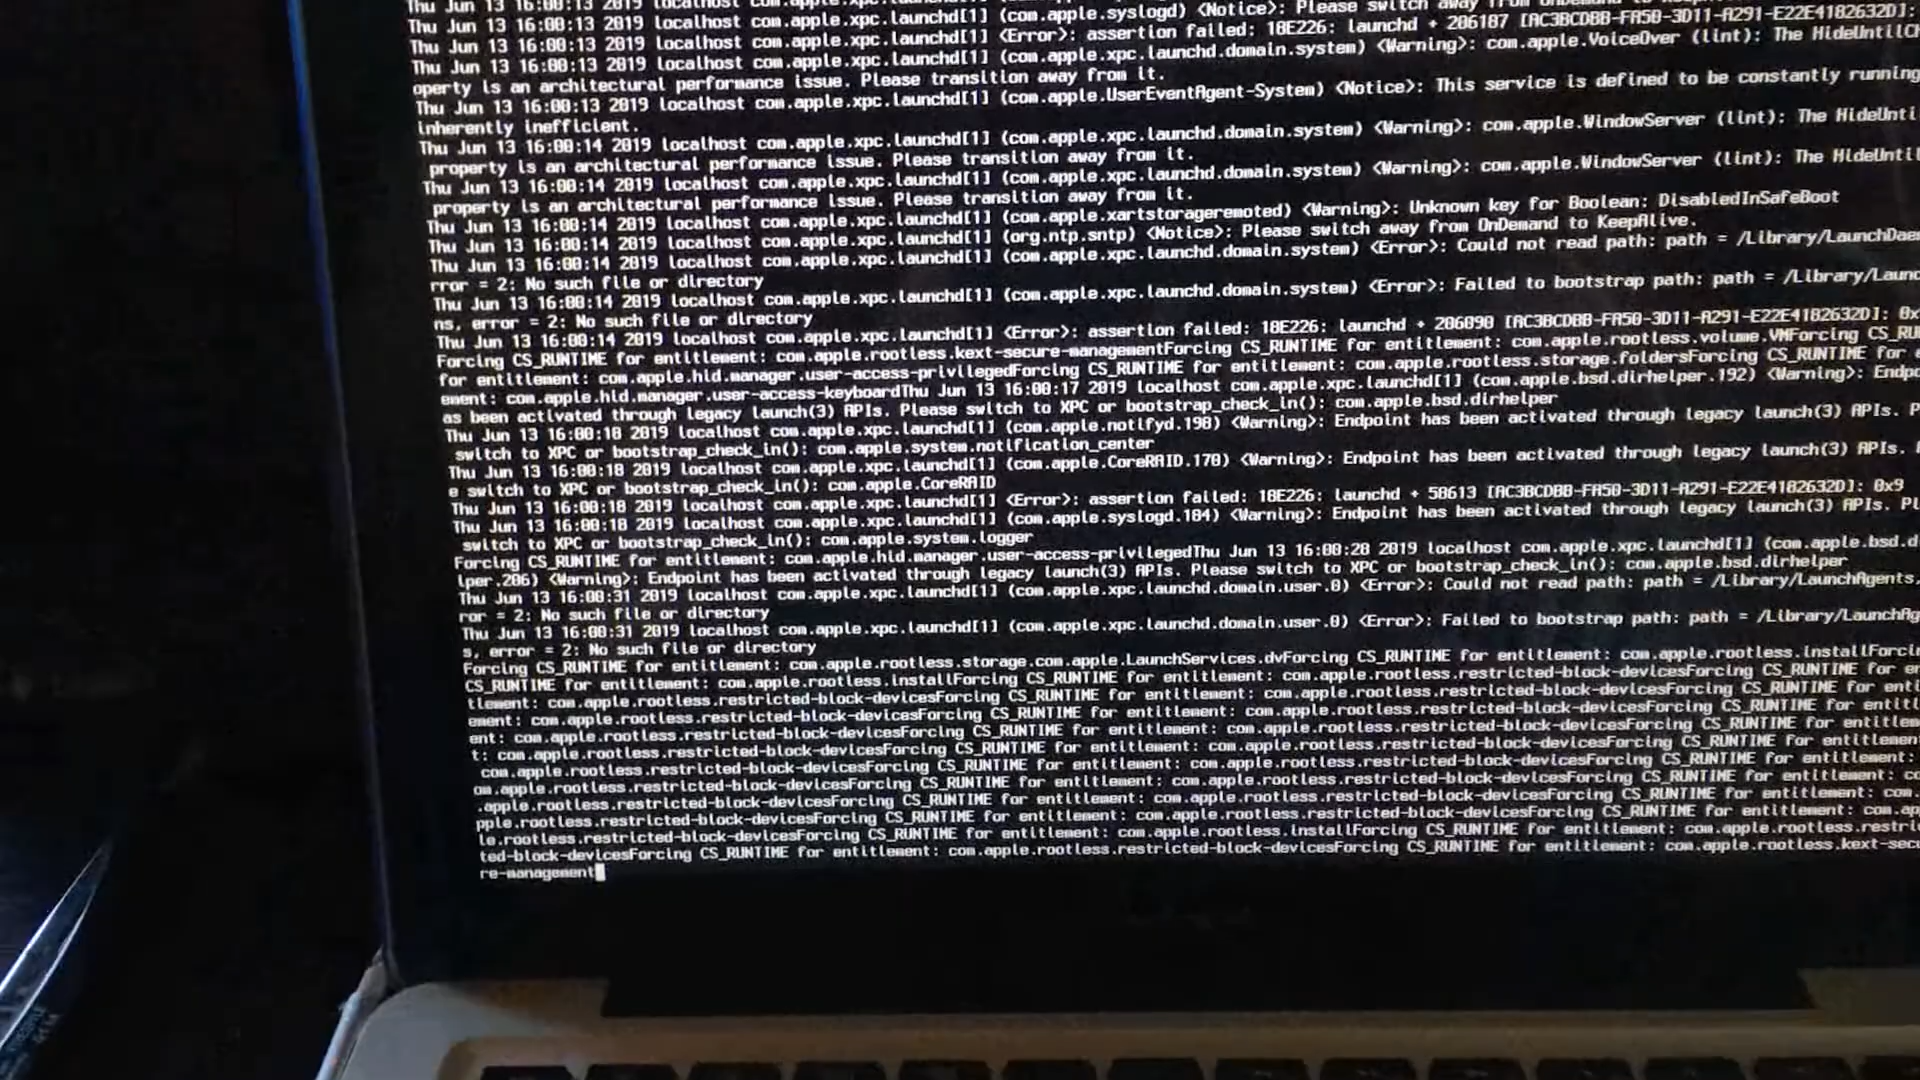 Thu Jun 13 16:00:13 2019 localhost com.apple.xpc.launchd[1]
Thu Jun 13 16:00:13 2019 localhost com.apple.xpc.launchd[1] (com.apple.syslogd) <Notice>: Please switch away from OnDemand to
Thu Jun 13 16:00:13 2019 localhost com.apple.xpc.launchd[1] <Error>: assertion failed: 18E226: launchd + 206187 [AC3BCDBB-FA50-3D11-A291-E22E4182632D]:
Thu Jun 13 16:00:13 2019 localhost com.apple.xpc.launchd[1] (com.apple.xpc.launchd.domain.system) <Warning>: com.apple.VoiceOver (lint): The HideUntilCh
operty is an architectural performance issue. Please transition away from it.
Thu Jun 13 16:00:13 2019 localhost com.apple.xpc.launchd[1] (com.apple.UserEventAgent-System) <Notice>: This service is defined to be constantly running
inherently inefficient.
Thu Jun 13 16:00:14 2019 localhost com.apple.xpc.launchd[1] (com.apple.xpc.launchd.domain.system) <Warning>: com.apple.WindowServer (lint): The HideUnti
property is an architectural performance issue. Please transition away from it.
Thu Jun 13 16:00:14 2019 localhost com.apple.xpc.launchd[1] (com.apple.xpc.launchd.domain.system) <Warning>: com.apple.WindowServer (lint): The HideUntil
property is an architectural performance issue. Please transition away from it.
Thu Jun 13 16:00:14 2019 localhost com.apple.xpc.launchd[1] (com.apple.xartstorageremoted) <Warning>: Unknown key for Boolean: DisabledInSafeBoot
Thu Jun 13 16:00:14 2019 localhost com.apple.xpc.launchd[1] (org.ntp.sntp) <Notice>: Please switch away from OnDemand to KeepAlive.
Thu Jun 13 16:00:14 2019 localhost com.apple.xpc.launchd[1] (com.apple.xpc.launchd.domain.system) <Error>: Could not read path: path = /Library/LaunchDae
rror = 2: No such file or directory
Thu Jun 13 16:00:14 2019 localhost com.apple.xpc.launchd[1] (com.apple.xpc.launchd.domain.system) <Error>: Failed to bootstrap path: path = /Library/Launc
ns, error = 2: No such file or directory
Thu Jun 13 16:00:14 2019 localhost com.apple.xpc.launchd[1] <Error>: assertion failed: 18E226: launchd + 206090 [AC3BCDBB-FA50-3D11-A291-E22E4182632D]: 0x
Forcing CS_RUNTIME for entitlement: com.apple.rootless.kext-secure-managementForcing CS_RUNTIME for entitlement: com.apple.rootless.volume.VMForcing CS_RU
for entitlement: com.apple.hid.manager.user-access-privilegedForcing CS_RUNTIME for entitlement: com.apple.rootless.storage.foldersForcing CS_RUNTIME for e
ement: com.apple.hid.manager.user-access-keyboardThu Jun 13 16:00:17 2019 localhost com.apple.xpc.launchd[1] (com.apple.bsd.dirhelper.192) <Warning>: Endpo
as been activated through legacy launch(3) APIs. Please switch to XPC or bootstrap_check_in(): com.apple.bsd.dirhelper
Thu Jun 13 16:00:18 2019 localhost com.apple.xpc.launchd[1] (com.apple.notifyd.190) <Warning>: Endpoint has been activated through legacy launch(3) APIs. P
switch to XPC or bootstrap_check_in(): com.apple.system.notification_center
Thu Jun 13 16:00:18 2019 localhost com.apple.xpc.launchd[1] (com.apple.CoreRAID.170) <Warning>: Endpoint has been activated through legacy launch(3) APIs.
e switch to XPC or bootstrap_check_in(): com.apple.CoreRAID
Thu Jun 13 16:00:18 2019 localhost com.apple.xpc.launchd[1] <Error>: assertion failed: 18E226: launchd + 58613 [AC3BCDBB-FA50-3D11-A291-E22E4182632D]: 0x9
Thu Jun 13 16:00:18 2019 localhost com.apple.xpc.launchd[1] (com.apple.syslogd.184) <Warning>: Endpoint has been activated through legacy launch(3) APIs. Pl
switch to XPC or bootstrap_check_in(): com.apple.system.logger
Forcing CS_RUNTIME for entitlement: com.apple.hid.manager.user-access-privilegedThu Jun 13 16:00:20 2019 localhost com.apple.xpc.launchd[1] (com.apple.bsd.d
lper.206) <Warning>: Endpoint has been activated through legacy launch(3) APIs. Please switch to XPC or bootstrap_check_in(): com.apple.bsd.dirhelper
Thu Jun 13 16:00:31 2019 localhost com.apple.xpc.launchd[1] (com.apple.xpc.launchd.domain.user.0) <Error>: Could not read path: path = /Library/LaunchAgents,
ror = 2: No such file or directory
Thu Jun 13 16:00:31 2019 localhost com.apple.xpc.launchd[1] (com.apple.xpc.launchd.domain.user.0) <Error>: Failed to bootstrap path: path = /Library/LaunchAg
s, error = 2: No such file or directory
Forcing CS_RUNTIME for entitlement: com.apple.rootless.storage.com.apple.LaunchServices.dvForcing CS_RUNTIME for entitlement: com.apple.rootless.installForcin
CS_RUNTIME for entitlement: com.apple.rootless.installForcing CS_RUNTIME for entitlement: com.apple.rootless.restricted-block-devicesForcing CS_RUNTIME for en
tlement: com.apple.rootless.restricted-block-devicesForcing CS_RUNTIME for entitlement: com.apple.rootless.restricted-block-devicesForcing CS_RUNTIME for enti
ement: com.apple.rootless.restricted-block-devicesForcing CS_RUNTIME for entitlement: com.apple.rootless.restricted-block-devicesForcing CS_RUNTIME for entitl
ent: com.apple.rootless.restricted-block-devicesForcing CS_RUNTIME for entitlement: com.apple.rootless.restricted-block-devicesForcing CS_RUNTIME for entitlem
t: com.apple.rootless.restricted-block-devicesForcing CS_RUNTIME for entitlement: com.apple.rootless.restricted-block-devicesForcing CS_RUNTIME for entitlemen
com.apple.rootless.restricted-block-devicesForcing CS_RUNTIME for entitlement: com.apple.rootless.restricted-block-devicesForcing CS_RUNTIME for entitlement:
om.apple.rootless.restricted-block-devicesForcing CS_RUNTIME for entitlement: com.apple.rootless.restricted-block-devicesForcing CS_RUNTIME for entitlement: co
.apple.rootless.restricted-block-devicesForcing CS_RUNTIME for entitlement: com.apple.rootless.restricted-block-devicesForcing CS_RUNTIME for entitlement: com.
pple.rootless.restricted-block-devicesForcing CS_RUNTIME for entitlement: com.apple.rootless.restricted-block-devicesForcing CS_RUNTIME for entitlement: com.a
le.rootless.restricted-block-devicesForcing CS_RUNTIME for entitlement: com.apple.rootless.installForcing CS_RUNTIME for entitlement: com.apple.rootless.restric
ted-block-devicesForcing CS_RUNTIME for entitlement: com.apple.rootless.restricted-block-devicesForcing CS_RUNTIME for entitlement: com.apple.rootless.kext-secu
re-management